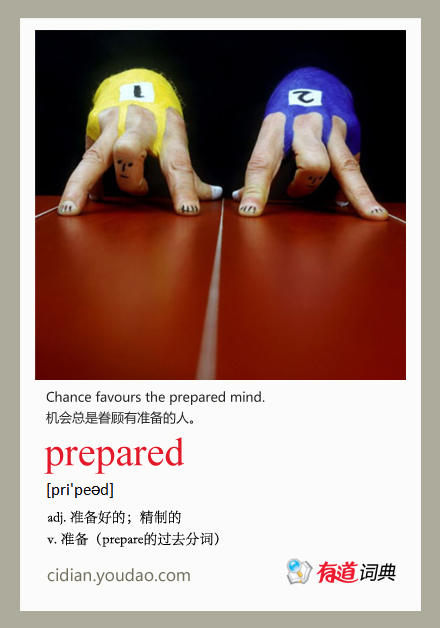 1 2
Chance favours the prepared mind.
机会总是眷顾有准备的人。
prepared
[pri'peəd]
adj. 准备好的；精制的
v. 准备（prepare的过去分词）
cidian.youdao.com
有道词典